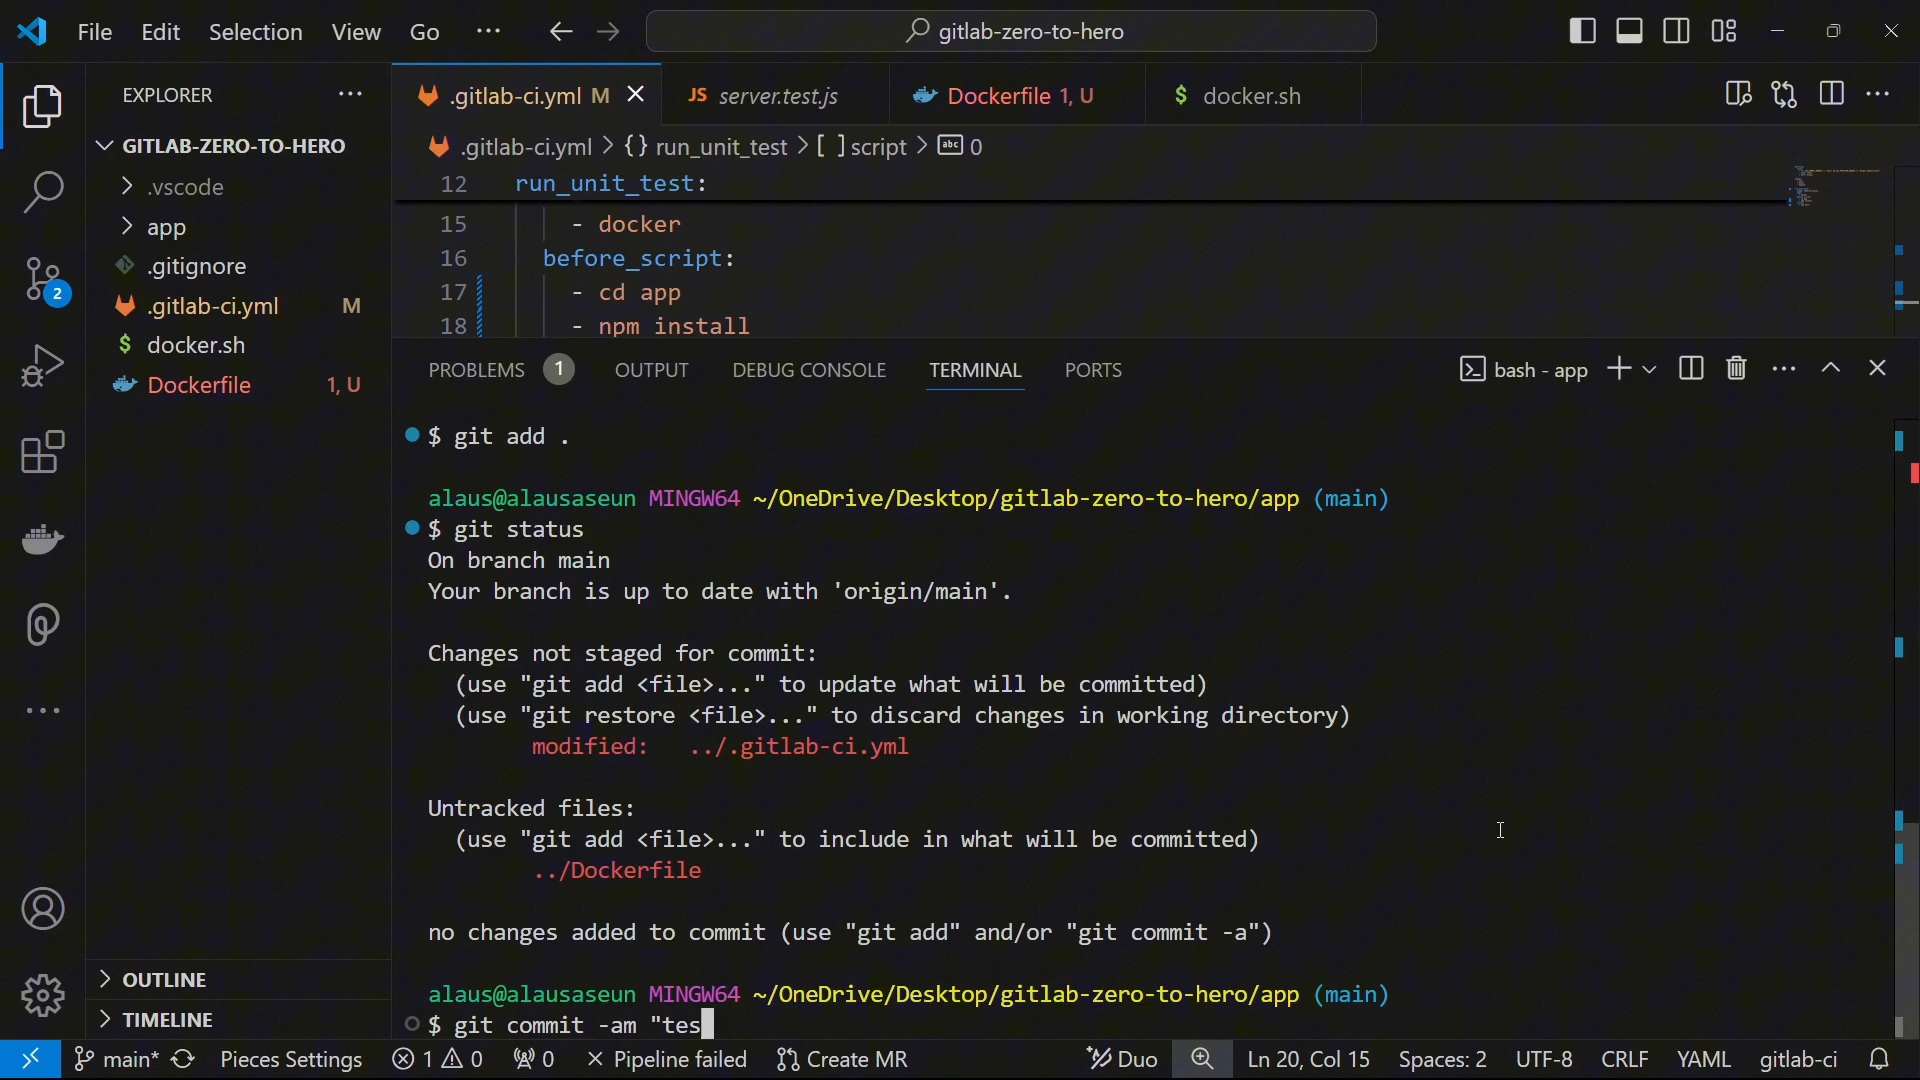 File Edit Selection View Go ··· gitlab-zero-to-hero
EXPLORER ···
GITLAB-ZERO-TO-HERO
.vscode
app
.gitignore
.gitlab-ci.yml M
docker.sh
Dockerfile 1, U
OUTLINE
TIMELINE
2
.gitlab-ci.yml M
JS server.test.js
Dockerfile 1, U
$ docker.sh
.gitlab-ci.yml > {} run_unit_test > [ ] script > abc 0
12 run_unit_test:
15 - docker
16 before_script:
17 - cd app
18 - npm install
PROBLEMS 1 OUTPUT DEBUG CONSOLE TERMINAL PORTS bash - app
$ git add .
alaus@alausaseun MINGW64 ~/OneDrive/Desktop/gitlab-zero-to-hero/app (main)
$ git status
On branch main
Your branch is up to date with 'origin/main'.
Changes not staged for commit:
(use "git add <file>..." to update what will be committed)
(use "git restore <file>..." to discard changes in working directory)
modified: ../.gitlab-ci.yml
Untracked files:
(use "git add <file>..." to include in what will be committed)
../Dockerfile
no changes added to commit (use "git add" and/or "git commit -a")
alaus@alausaseun MINGW64 ~/OneDrive/Desktop/gitlab-zero-to-hero/app (main)
$ git commit -am "tes
main* Pieces Settings 1 0 0 Pipeline failed Create MR Duo Ln 20, Col 15 Spaces: 2 UTF-8 CRLF YAML gitlab-ci